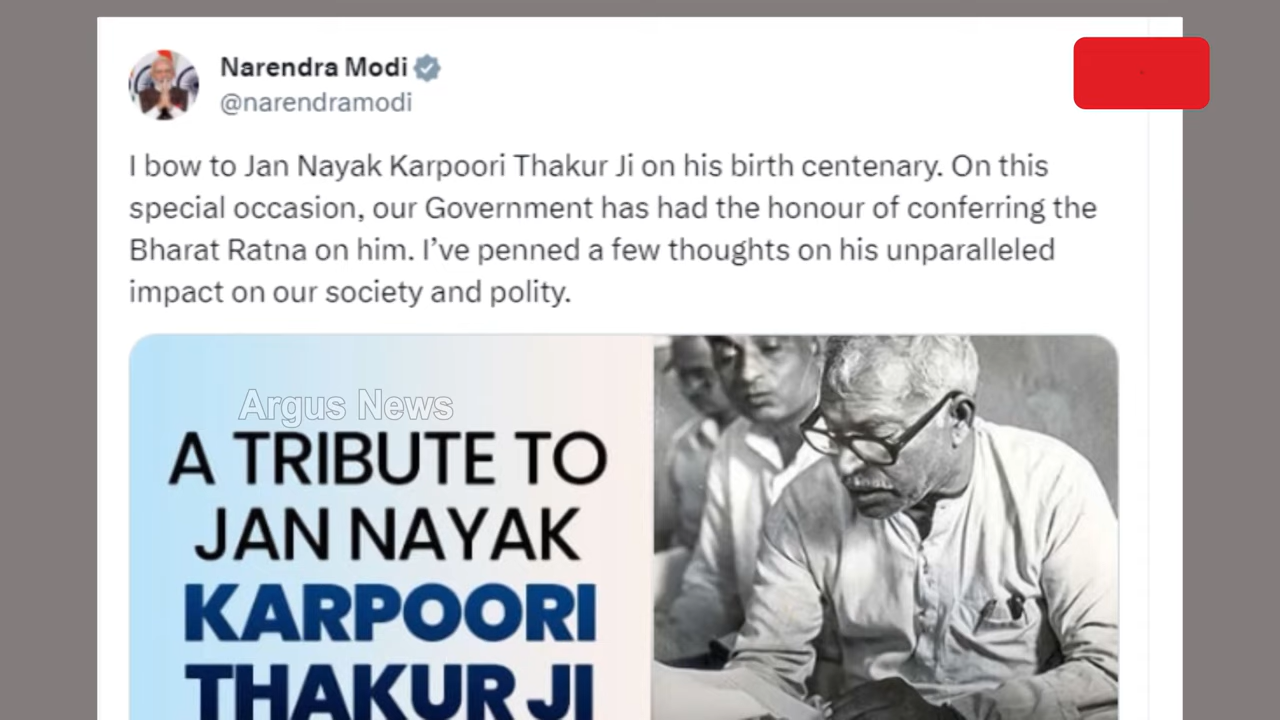 Narendra Modi
@narendramodi
I bow to Jan Nayak Karpoori Thakur Ji on his birth centenary. On this
special occasion, our Government has had the honour of conferring the
Bharat Ratna on him. I’ve penned a few thoughts on his unparalleled
impact on our society and polity.
Argus News
A TRIBUTE TO
JAN NAYAK
KARPOORI
THAKUR JI